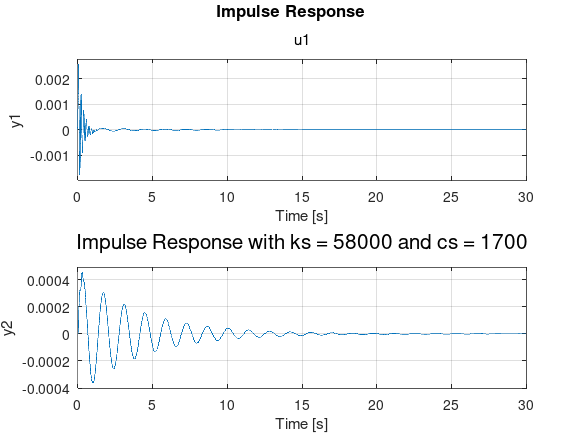 Impulse Response
u1
0.002
0.001
0
-0.001
y1
0 5 10 15 20 25 30
Time [s]
Impulse Response with ks = 58000 and cs = 1700
0.0004
0.0002
0
-0.0002
-0.0004
y2
0 5 10 15 20 25 30
Time [s]